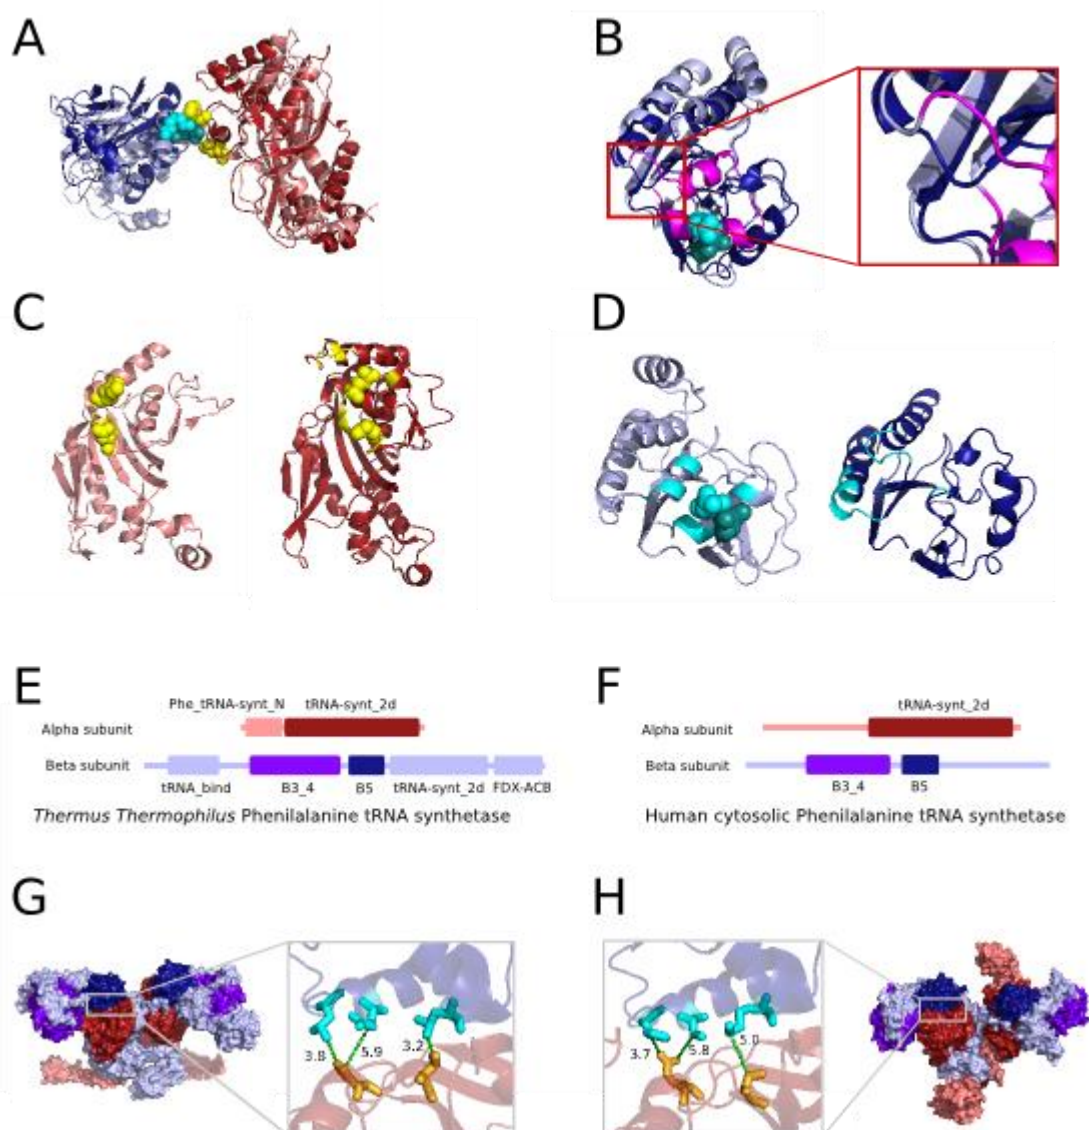 A
B
C
D
E
Phe_tRNA-synt_N tRNA-synt_2d
Alpha subunit
Beta subunit
tRNA_bind B3_4 B5 tRNA-synt_2d FDX-ACB
Thermus Thermophilus Phenilalanine tRNA synthetase
F
tRNA-synt_2d
Alpha subunit
Beta subunit
B3_4 B5
Human cytosolic Phenilalanine tRNA synthetase
G
3.8 5.9 3.2
H
3.7 5.8 5.0